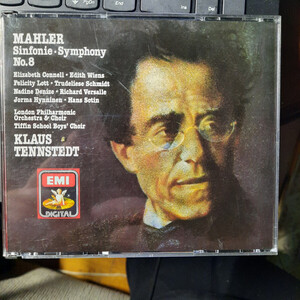 MAHLER
Sinfonie·Symphony
No.8
Elizabeth Connell · Edith Wiens
Felicity Lott · Trudeliese Schmidt
Nadine Denize · Richard Versalle
Jorma Hynninen · Hans Sotin
London Philharmonic
Orchestra & Choir
Tiffin School Boys' Choir
KLAUS
TENNSTEDT
EMI
DIGITAL